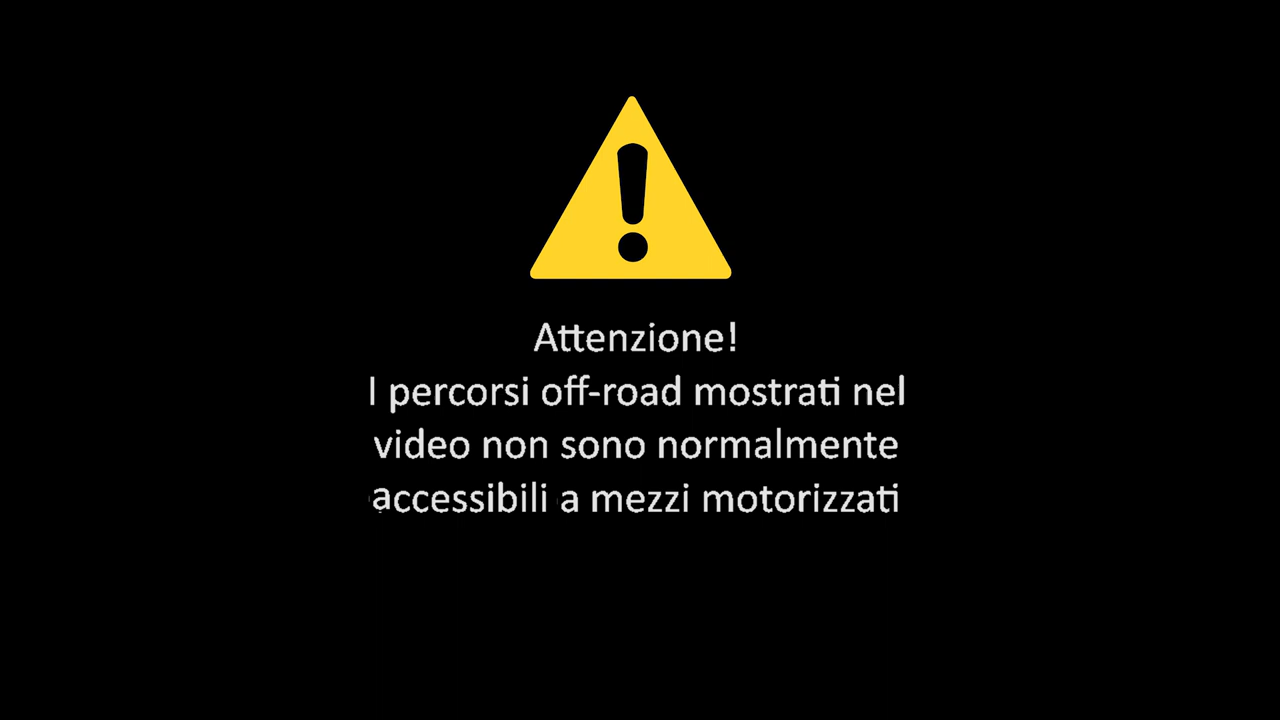 Attenzione!
I percorsi off-road mostrati nel
video non sono normalmente
accessibili a mezzi motorizzati